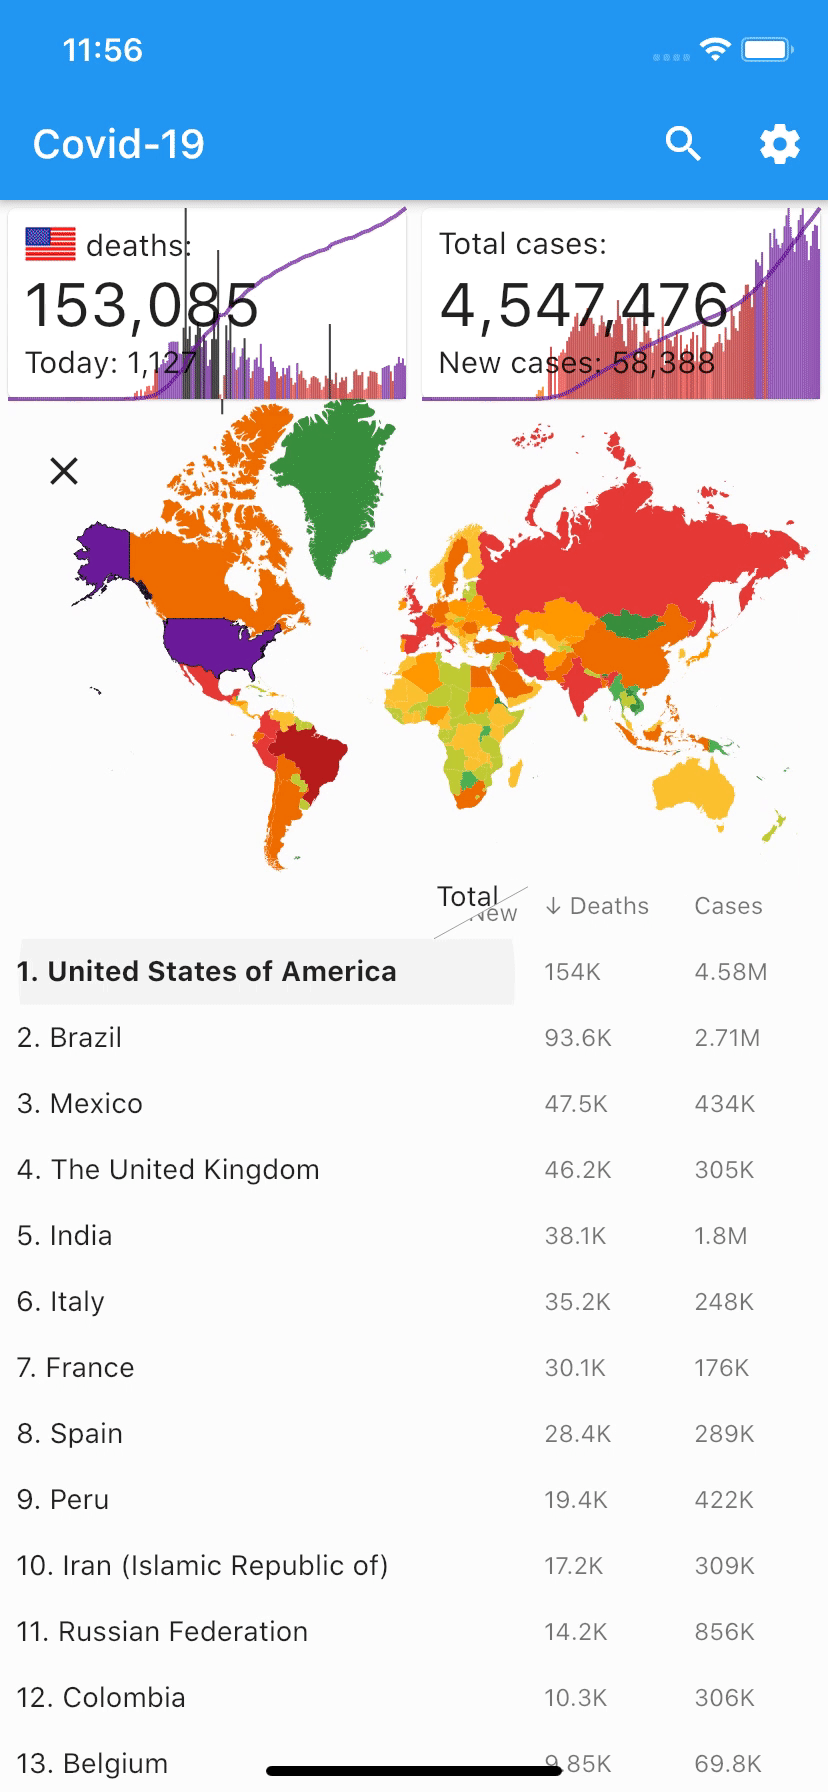 11:56
Covid-19
deaths:
153,085
Today: 1,127
Total cases:
4,547,476
New cases: 58,388
Total
New
↓ Deaths Cases
1. United States of America 154K 4.58M
2. Brazil 93.6K 2.71M
3. Mexico 47.5K 434K
4. The United Kingdom 46.2K 305K
5. India 38.1K 1.8M
6. Italy 35.2K 248K
7. France 30.1K 176K
8. Spain 28.4K 289K
9. Peru 19.4K 422K
10. Iran (Islamic Republic of) 17.2K 309K
11. Russian Federation 14.2K 856K
12. Colombia 10.3K 306K
13. Belgium 9.85K 69.8K